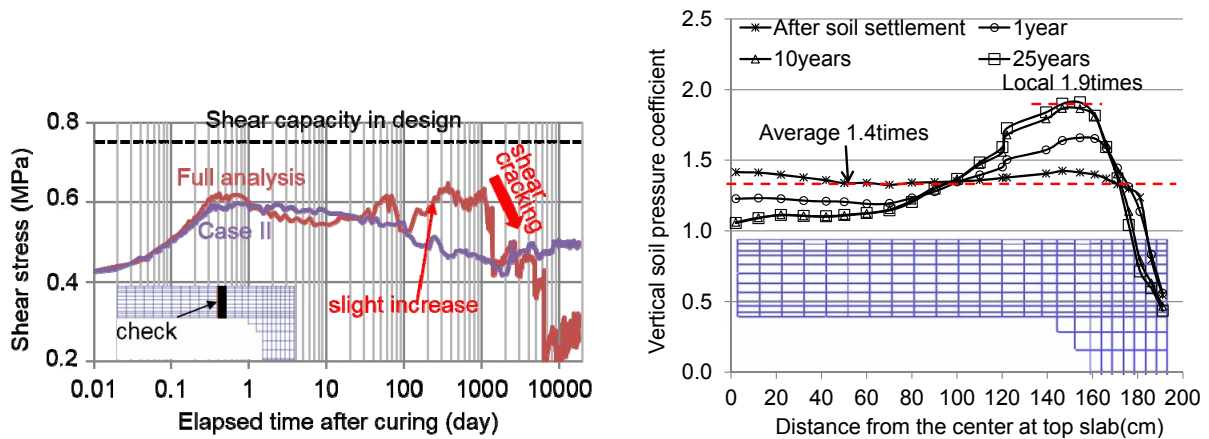 Shear capacity in design
Full analysis
Case II
shear
cracking
slight increase
check
0.8
0.6
0.4
0.2
0.01 0.1 1 10 100 1000 10000
Shear stress (MPa)
Elapsed time after curing (day)
After soil settlement 1year
10years 25years
Local 1.9times
Average 1.4times
2.5
2.0
1.5
1.0
0.5
0.0
0 20 40 60 80 100 120 140 160 180 200
Vertical soil pressure coefficient
Distance from the center at top slab(cm)